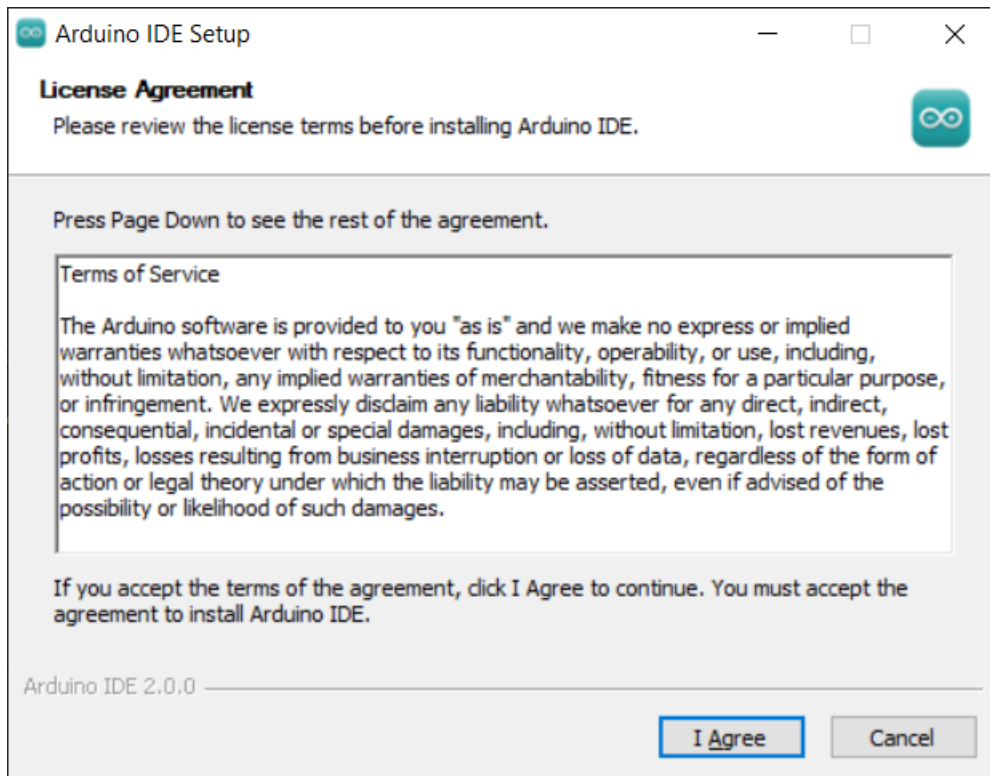 Arduino IDE Setup
License Agreement
Please review the license terms before installing Arduino IDE.
Press Page Down to see the rest of the agreement.
Terms of Service
The Arduino software is provided to you "as is" and we make no express or implied
warranties whatsoever with respect to its functionality, operability, or use, including,
without limitation, any implied warranties of merchantability, fitness for a particular purpose,
or infringement. We expressly disclaim any liability whatsoever for any direct, indirect,
consequential, incidental or special damages, including, without limitation, lost revenues, lost
profits, losses resulting from business interruption or loss of data, regardless of the form of
action or legal theory under which the liability may be asserted, even if advised of the
possibility or likelihood of such damages.
If you accept the terms of the agreement, click I Agree to continue. You must accept the
agreement to install Arduino IDE.
Arduino IDE 2.0.0
I Agree
Cancel